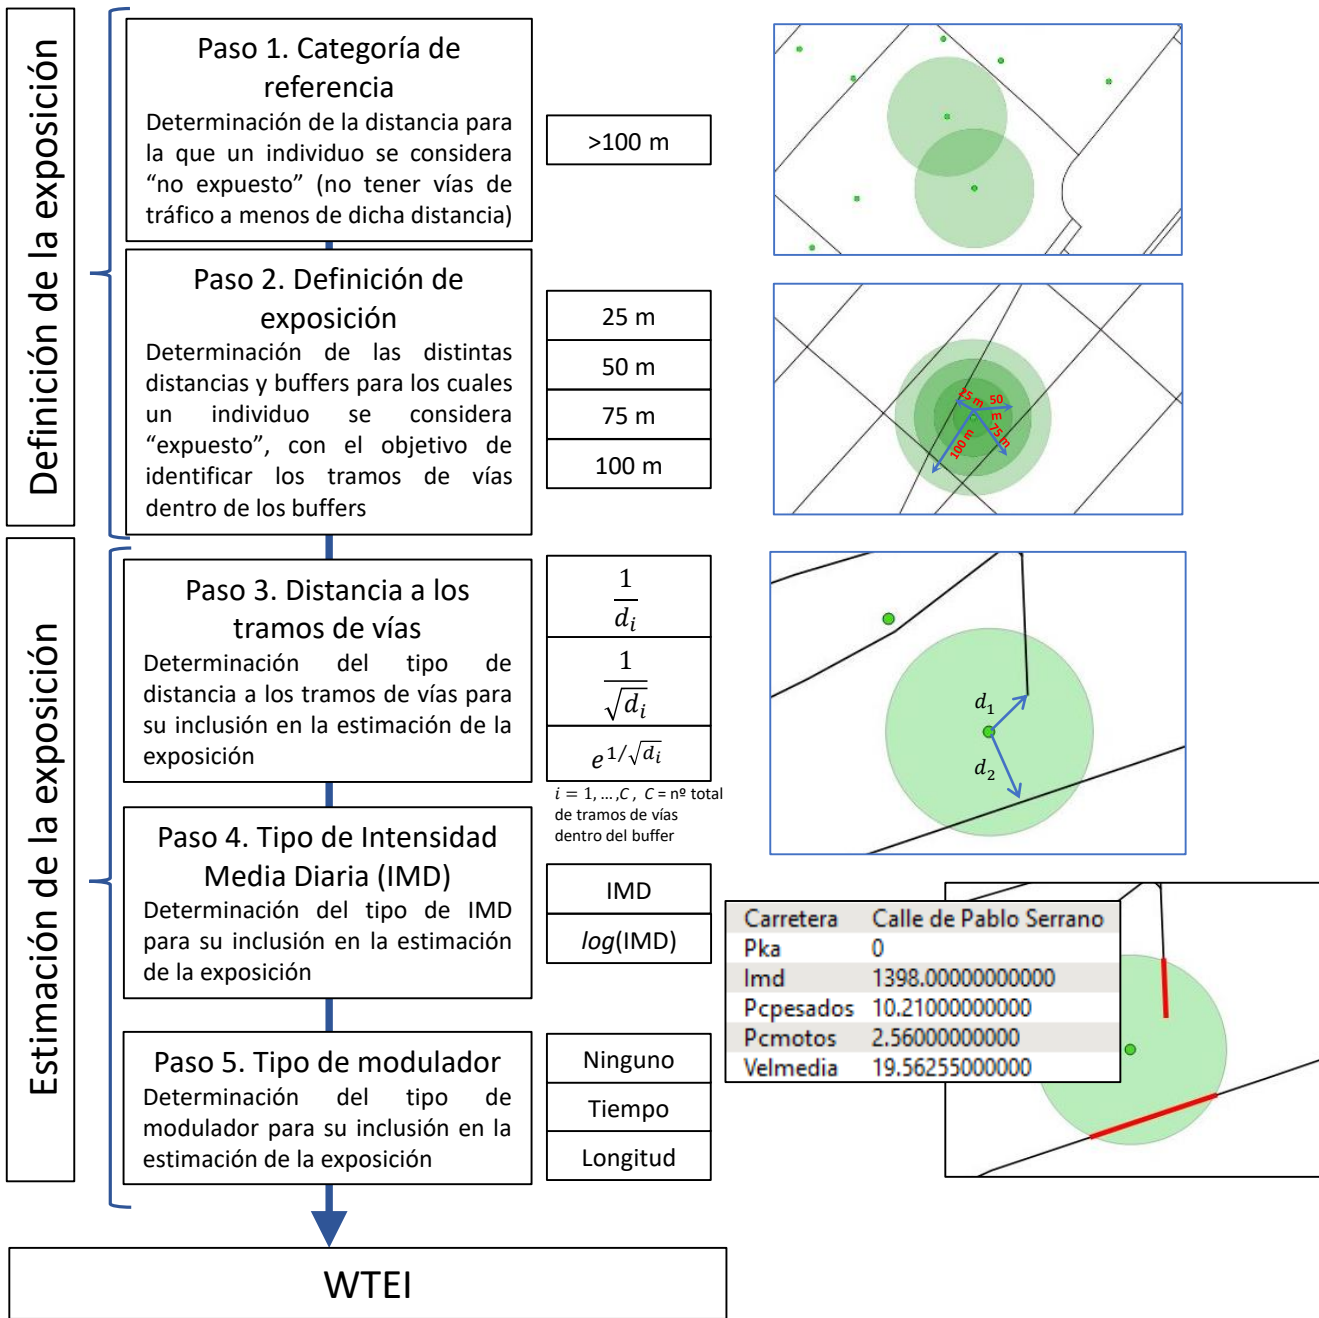 Definición de la exposición
Paso 1. Categoría de
referencia
Determinación de la distancia para
la que un individuo se considera
“no expuesto” (no tener vías de
tráfico a menos de dicha distancia)
>100 m
Paso 2. Definición de
exposición
Determinación de las distintas
distancias y buffers para los cuales
un individuo se considera
“expuesto”, con el objetivo de
identificar los tramos de vías
dentro de los buffers
25 m
50 m
75 m
100 m
25 m
50
m
75 m
100 m
Estimación de la exposición
Paso 3. Distancia a los
tramos de vías
Determinación del tipo de
distancia a los tramos de vías para
su inclusión en la estimación de la
exposición
1/d_i
1/√d_i
e^{1/√d_i}
i = 1, …, C , C = nº total
de tramos de vías
dentro del buffer
d_1
d_2
Paso 4. Tipo de Intensidad
Media Diaria (IMD)
Determinación del tipo de IMD
para su inclusión en la estimación
de la exposición
IMD
log(IMD)
Carretera Calle de Pablo Serrano
Pka 0
Imd 1398.00000000000
Pcpesados 10.21000000000
Pcmotos 2.56000000000
Velmedia 19.56255000000
Paso 5. Tipo de modulador
Determinación del tipo de
modulador para su inclusión en la
estimación de la exposición
Ninguno
Tiempo
Longitud
WTEI